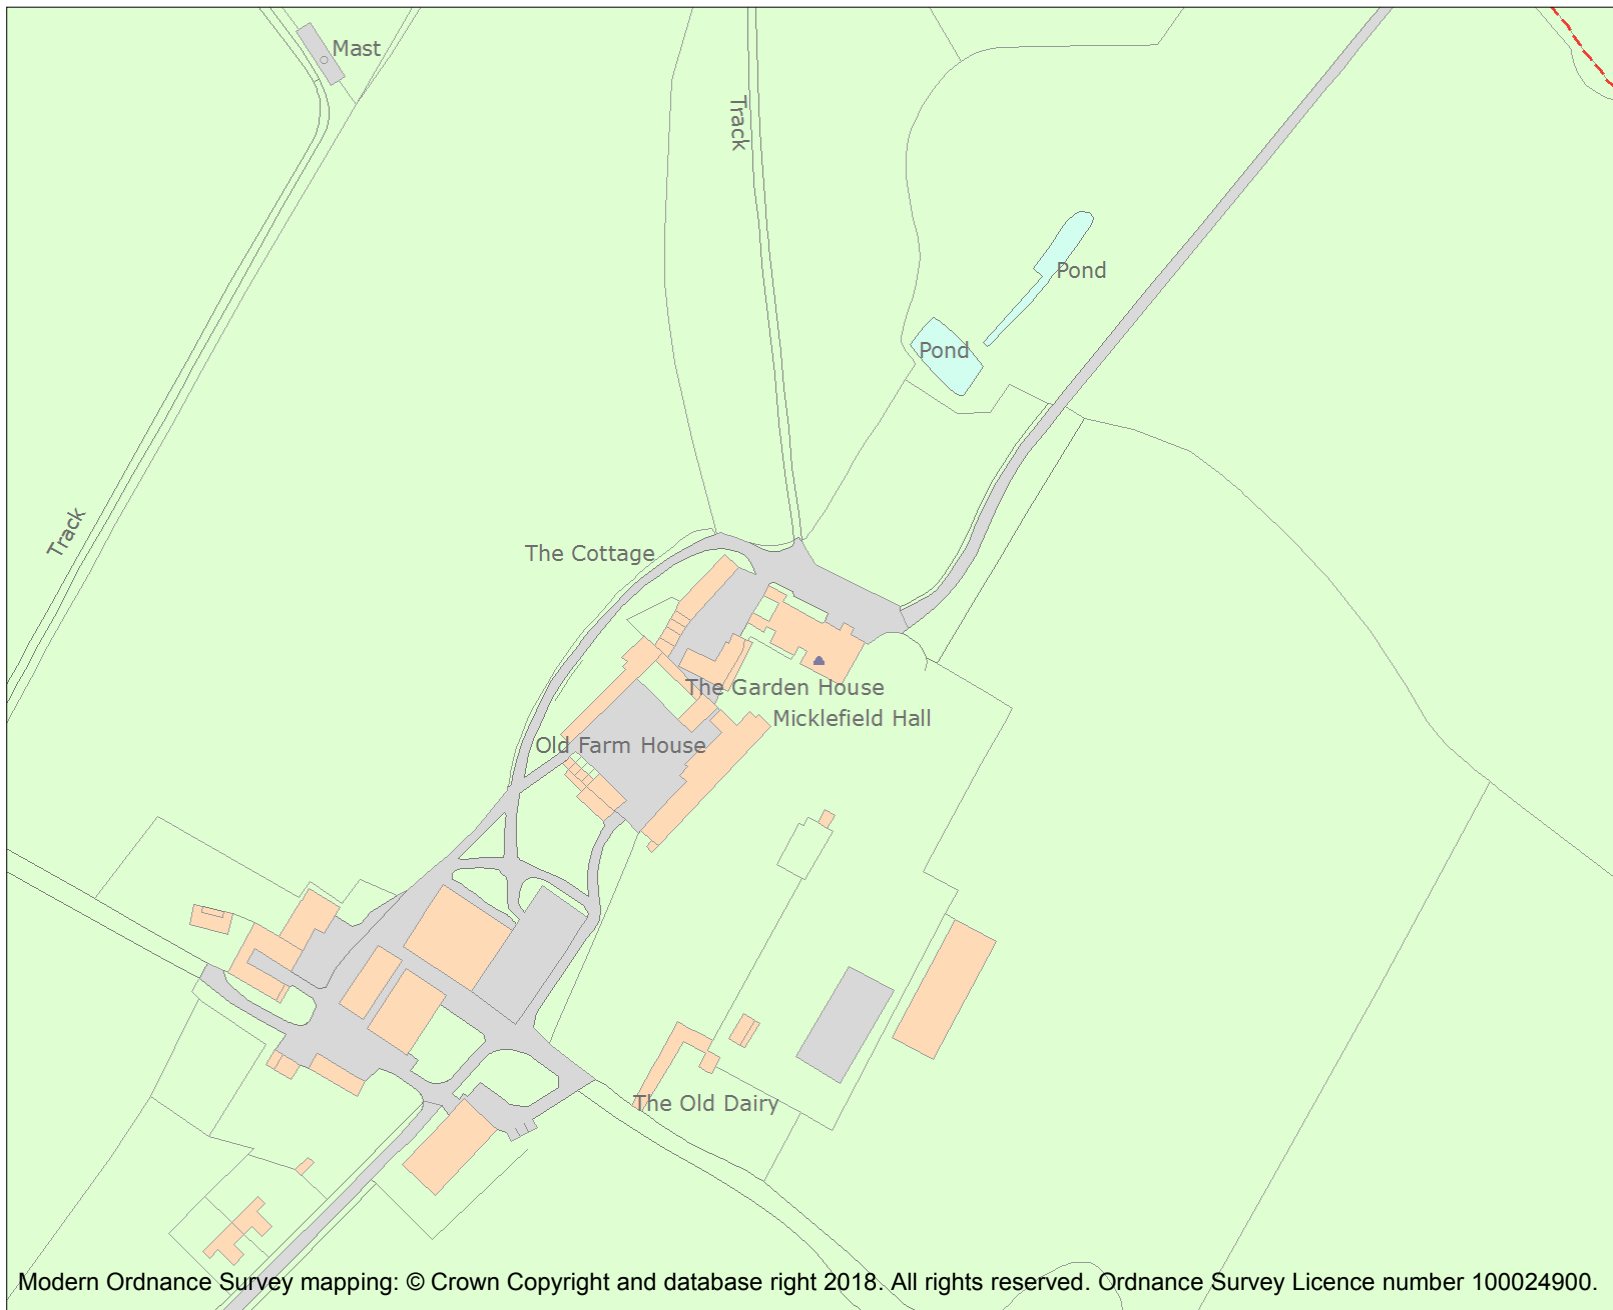 Mast
Track
Pond
Pond
Track
The Cottage
The Garden House
Micklefield Hall
Old Farm House
The Old Dairy
Modern Ordnance Survey mapping: © Crown Copyright and database right 2018. All rights reserved. Ordnance Survey Licence number 100024900.